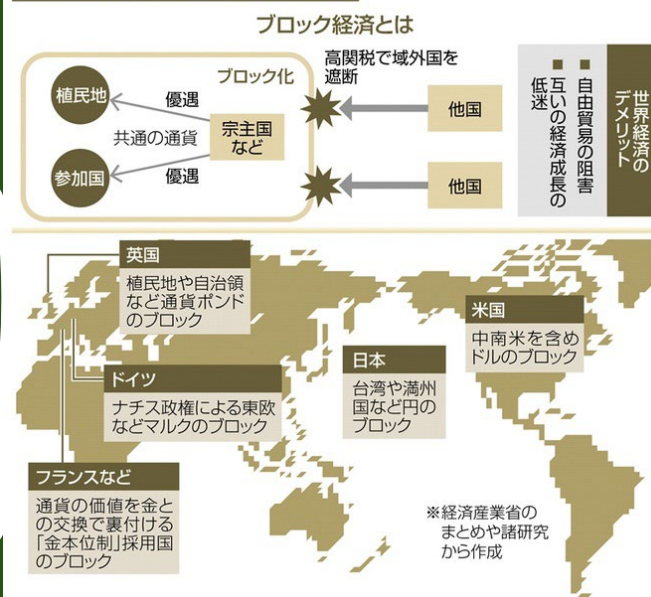 ブロック経済とは
ブロック化
植民地
参加国
優遇
共通の通貨
優遇
宗主国
など
高関税で域外国を
遮断
他国
他国
世界経済の
デメリット
■自由貿易の阻害
■互いの経済成長の
低迷
英国
植民地や自治領
など通貨ポンド
のブロック
ドイツ
ナチス政権による東欧
などマルクのブロック
フランスなど
通貨の価値を金と
の交換で裏付ける
「金本位制」採用国
のブロック
日本
台湾や満州
国など円の
ブロック
米国
中南米を含め
ドルのブロック
※経済産業省の
まとめや諸研究
から作成